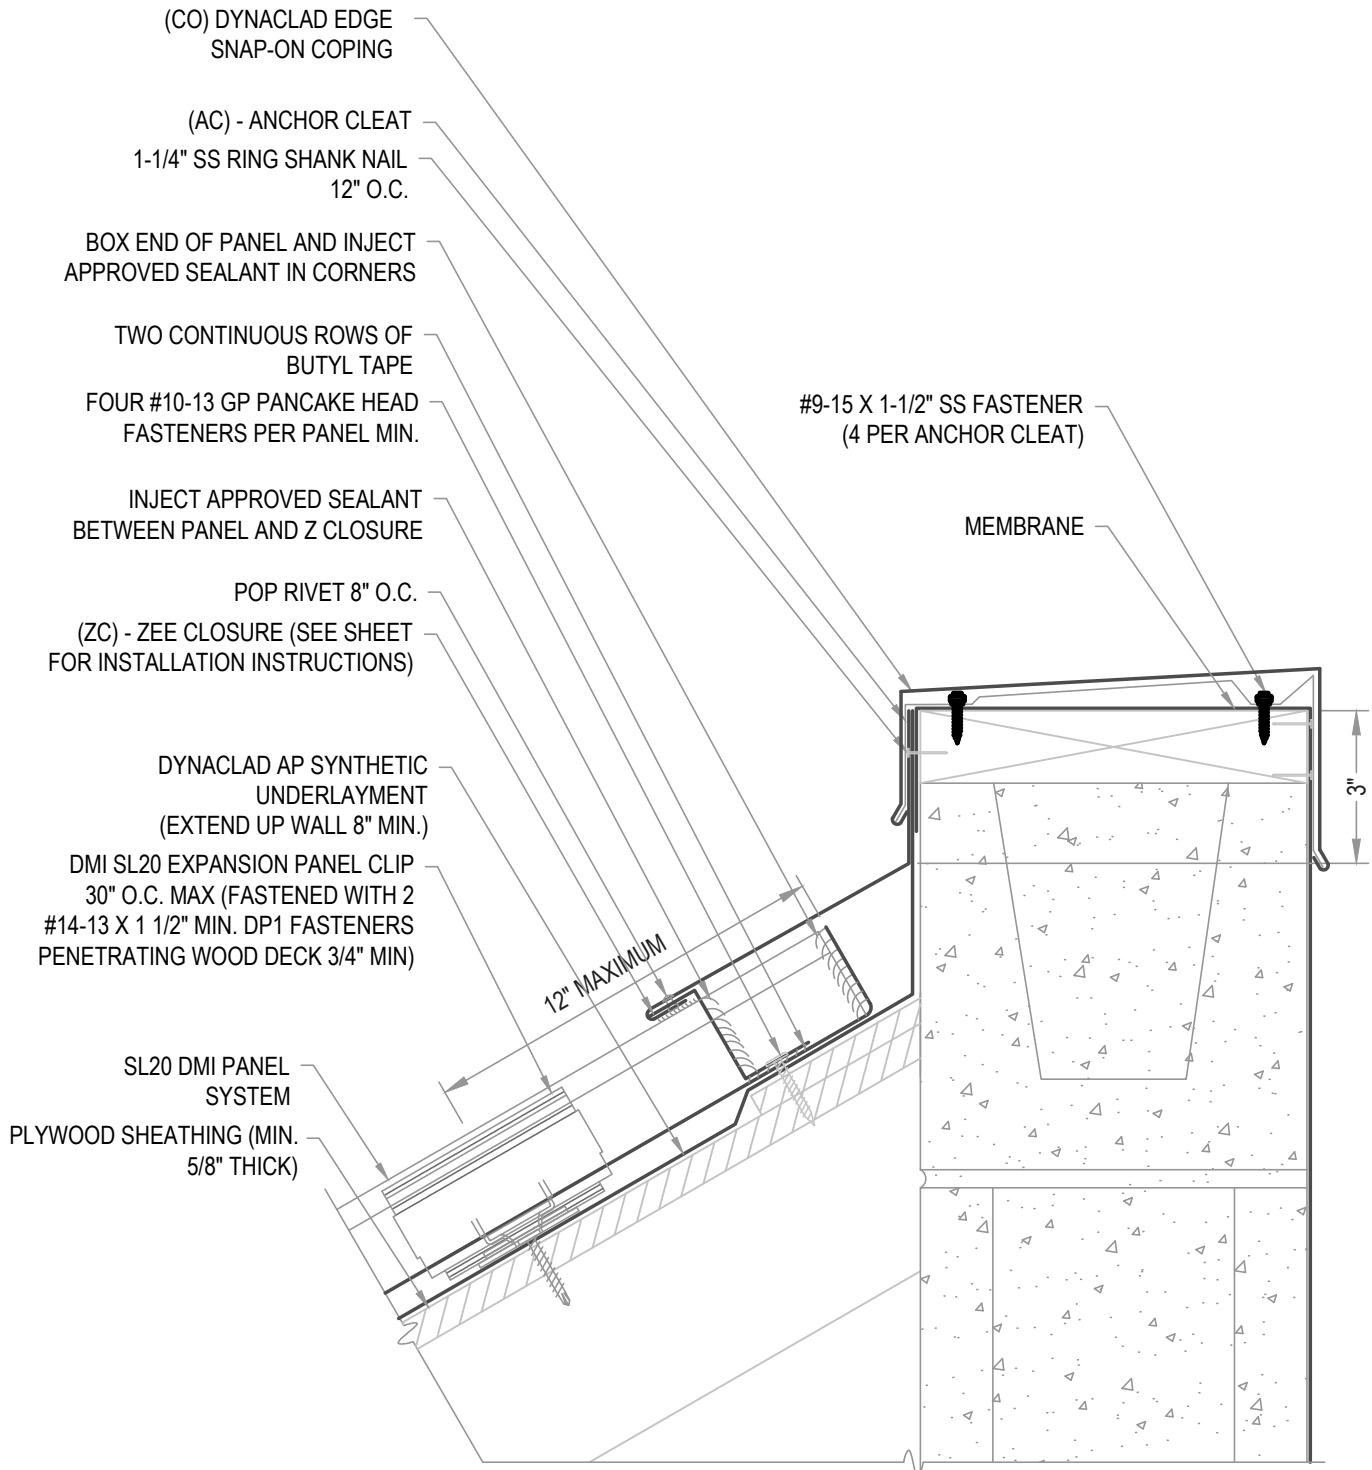 (CO) DYNACLAD EDGE
SNAP-ON COPING
(AC) - ANCHOR CLEAT
1-1/4" SS RING SHANK NAIL
12" O.C.
BOX END OF PANEL AND INJECT
APPROVED SEALANT IN CORNERS
TWO CONTINUOUS ROWS OF
BUTYL TAPE
FOUR #10-13 GP PANCAKE HEAD
FASTENERS PER PANEL MIN.
INJECT APPROVED SEALANT
BETWEEN PANEL AND Z CLOSURE
POP RIVET 8" O.C.
(ZC) - ZEE CLOSURE (SEE SHEET
FOR INSTALLATION INSTRUCTIONS)
DYNACLAD AP SYNTHETIC
UNDERLAYMENT
(EXTEND UP WALL 8" MIN.)
DMI SL20 EXPANSION PANEL CLIP
30" O.C. MAX (FASTENED WITH 2
#14-13 X 1 1/2" MIN. DP1 FASTENERS
PENETRATING WOOD DECK 3/4" MIN)
SL20 DMI PANEL
SYSTEM
PLYWOOD SHEATHING (MIN.
5/8" THICK)
12" MAXIMUM
#9-15 X 1-1/2" SS FASTENER
(4 PER ANCHOR CLEAT)
MEMBRANE
3"